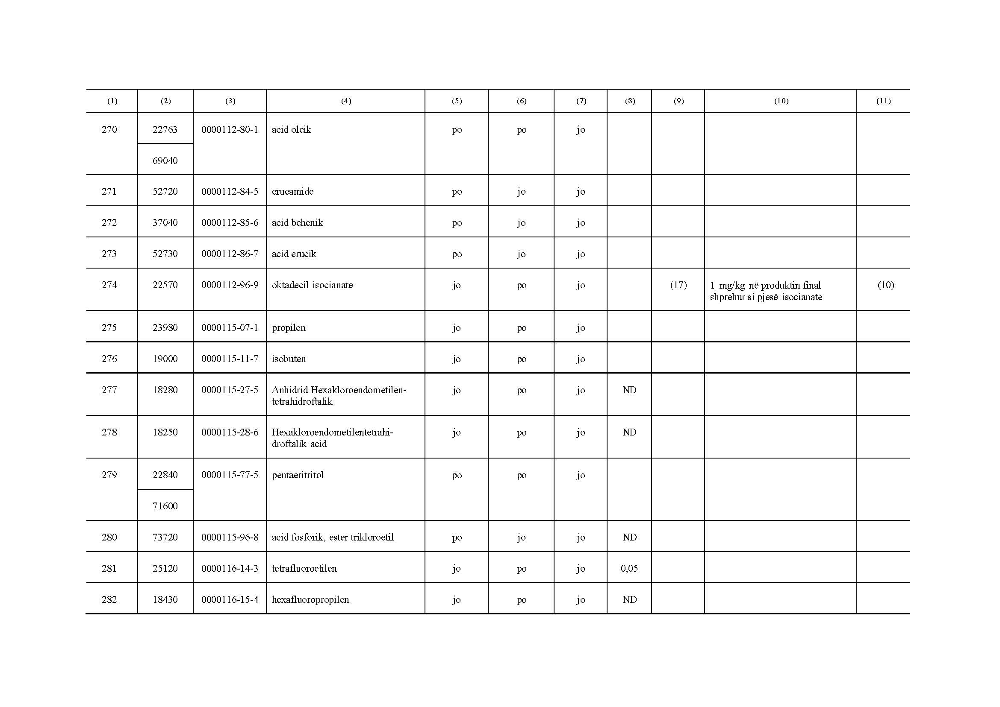 (1) (2) (3) (4) (5) (6) (7) (8) (9) (10) (11)
270 22763 0000112-80-1 acid oleik po po jo
69040
271 52720 0000112-84-5 erucamide po jo jo
272 37040 0000112-85-6 acid behenik po jo jo
273 52730 0000112-86-7 acid erucik po jo jo
274 22570 0000112-96-9 oktadecil isocianate jo po jo (17) 1 mg/kg në produktin final (10)
shprehur si pjesë isocianate
275 23980 0000115-07-1 propilen jo po jo
276 19000 0000115-11-7 isobuten jo po jo
277 18280 0000115-27-5 Anhidrid Hexakloroendometilen- jo po jo ND
tetrahidroftalik
278 18250 0000115-28-6 Hexakloroendometilentetrahi- jo po jo ND
droftalik acid
279 22840 0000115-77-5 pentaeritritol po po jo
71600
280 73720 0000115-96-8 acid fosforik, ester trikloroetil po jo jo ND
281 25120 0000116-14-3 tetrafluoroetilen jo po jo 0,05
282 18430 0000116-15-4 hexafluoropropilen jo po jo ND